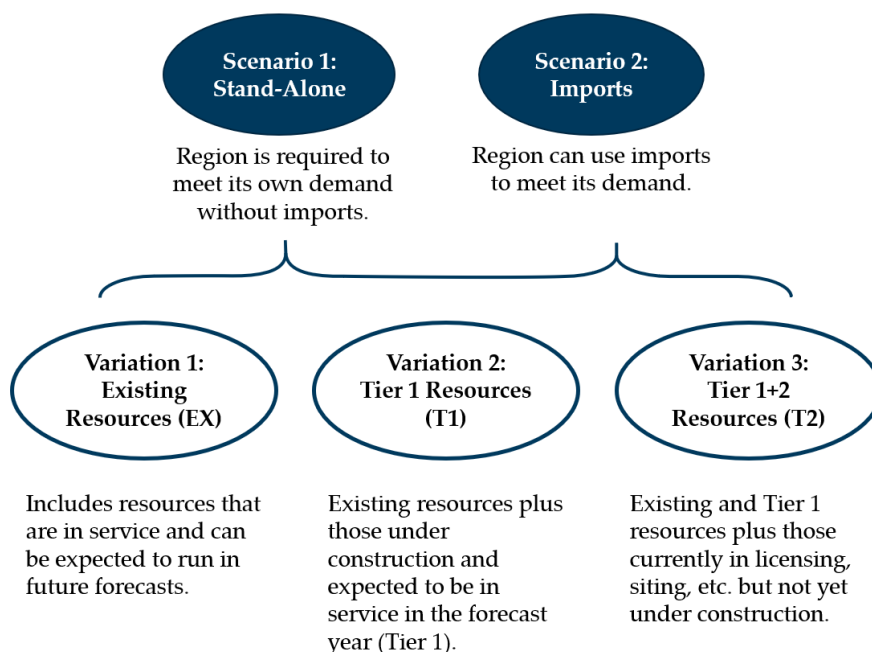 Scenario 1:
Stand-Alone
Scenario 2:
Imports
Region is required to
meet its own demand
without imports.
Region can use imports
to meet its demand.
Variation 1:
Existing
Resources (EX)
Variation 2:
Tier 1 Resources
(T1)
Variation 3:
Tier 1+2
Resources (T2)
Includes resources that
are in service and can
be expected to run in
future forecasts.
Existing resources plus
those under
construction and
expected to be in
service in the forecast
year (Tier 1).
Existing and Tier 1
resources plus those
currently in licensing,
siting, etc. but not yet
under construction.